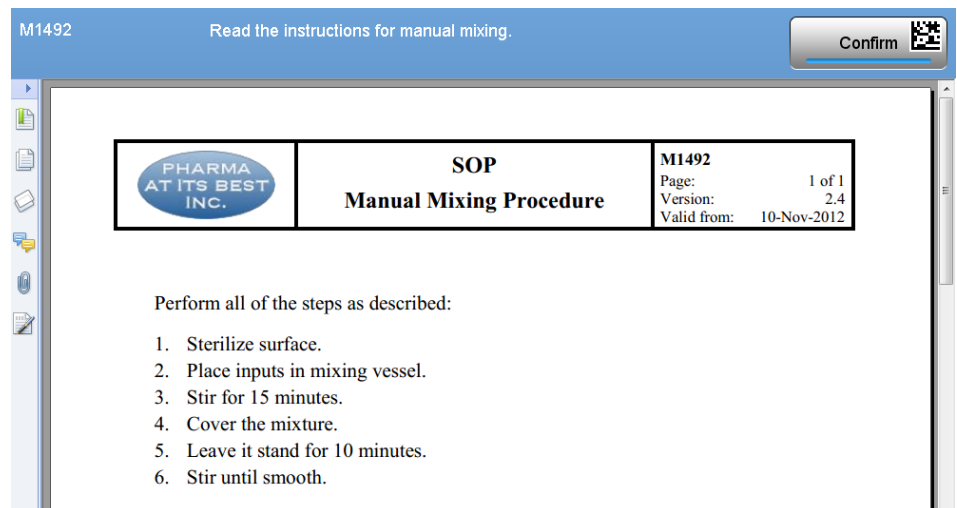 M1492
Read the instructions for manual mixing.
Confirm
PHARMA
AT ITS BEST
INC.
SOP
Manual Mixing Procedure
M1492
Page: 1 of 1
Version: 2.4
Valid from: 10-Nov-2012
Perform all of the steps as described:
1. Sterilize surface.
2. Place inputs in mixing vessel.
3. Stir for 15 minutes.
4. Cover the mixture.
5. Leave it stand for 10 minutes.
6. Stir until smooth.